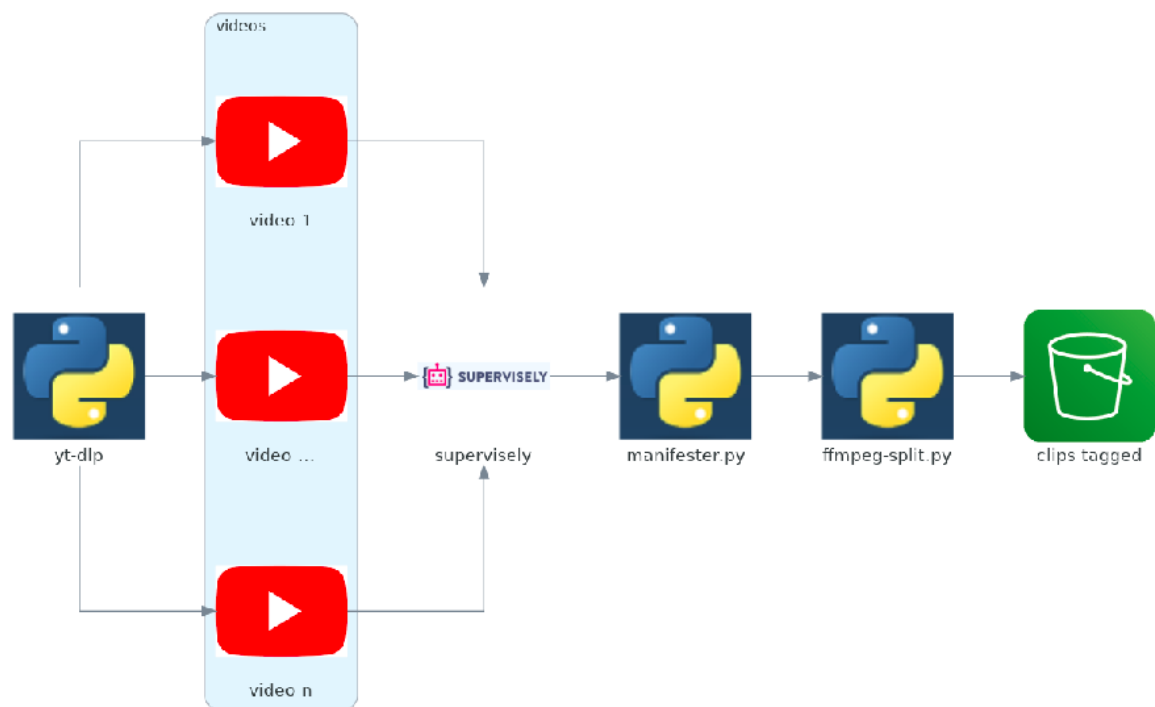 videos
video 1
yt-dlp
video ...
SUPERVISELY
supervisely
manifester.py
ffmpeg-split.py
clips tagged
video n